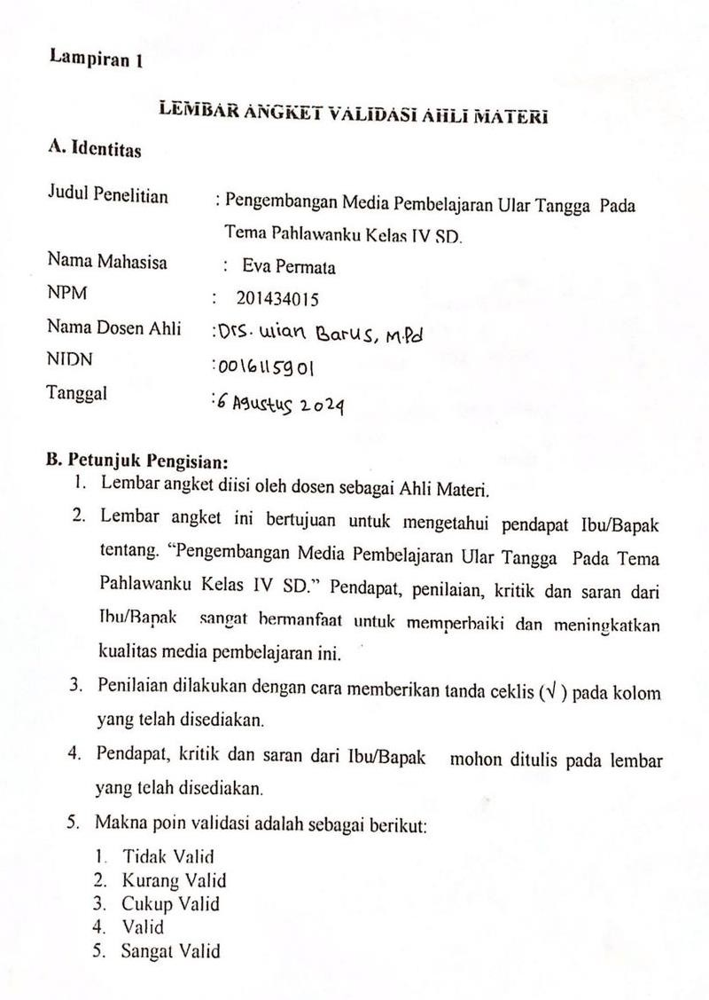 Lampiran 1
LEMBAR ANGKET VALIDASI AHLI MATERI
A. Identitas
Judul Penelitian : Pengembangan Media Pembelajaran Ular Tangga Pada
Tema Pahlawanku Kelas IV SD.
Nama Mahasisa : Eva Permata
NPM : 201434015
Nama Dosen Ahli : Drs. Ulian Barus, M.Pd
NIDN : 0016115901
Tanggal : 6 Agustus 2024
B. Petunjuk Pengisian:
1. Lembar angket diisi oleh dosen sebagai Ahli Materi.
2. Lembar angket ini bertujuan untuk mengetahui pendapat Ibu/Bapak
tentang. “Pengembangan Media Pembelajaran Ular Tangga Pada Tema
Pahlawanku Kelas IV SD.” Pendapat, penilaian, kritik dan saran dari
Ibu/Bapak sangat bermanfaat untuk memperbaiki dan meningkatkan
kualitas media pembelajaran ini.
3. Penilaian dilakukan dengan cara memberikan tanda ceklis (√ ) pada kolom
yang telah disediakan.
4. Pendapat, kritik dan saran dari Ibu/Bapak mohon ditulis pada lembar
yang telah disediakan.
5. Makna poin validasi adalah sebagai berikut:
1. Tidak Valid
2. Kurang Valid
3. Cukup Valid
4. Valid
5. Sangat Valid